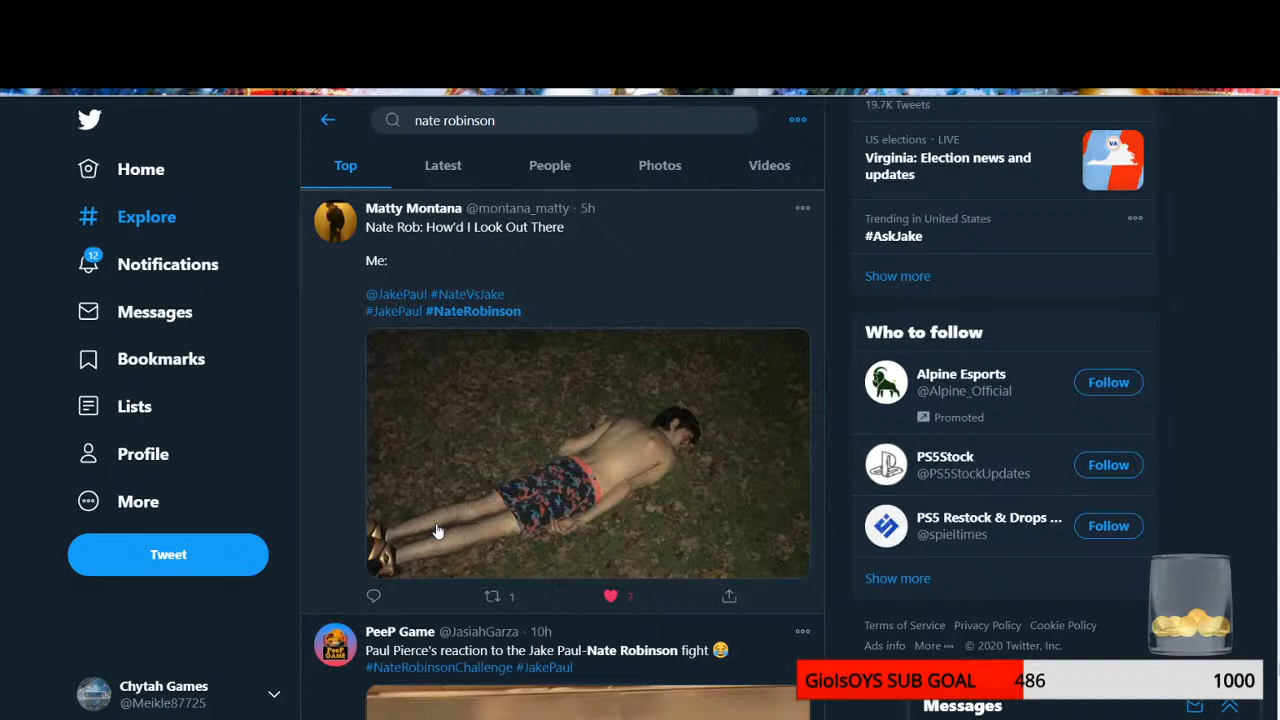 nate robinson
Top
Latest
People
Photos
Videos
Home
Explore
12
Notifications
Messages
Bookmarks
Lists
Profile
More
Tweet
Chytah Games
@Meikle87725
Matty Montana @montana_matty · 5h
Nate Rob: How'd I Look Out There
Me:
@JakePaul #NateVsJake
#JakePaul #NateRobinson
1
7
PeeP Game @JasiahGarza · 10h
Paul Pierce's reaction to the Jake Paul-Nate Robinson fight 😂
#NateRobinsonChallenge #JakePaul
19.7K Tweets
US elections · LIVE
Virginia: Election news and
updates
VA
Trending in United States
#AskJake
Show more
Who to follow
Alpine Esports
@Alpine_Official
Follow
Promoted
PS5Stock
@PS5StockUpdates
Follow
PS5 Restock & Drops ...
@spieltimes
Follow
Show more
Terms of Service Privacy Policy Cookie Policy
Ads info More ··· © 2020 Twitter, Inc.
GioIsOYS SUB GOAL 486 1000
Messages